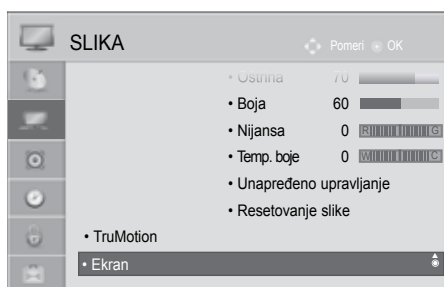 SLIKA Pomeri OK
• Oštrina 70
• Boja 60
• Nijansa 0 R G
• Temp. boje 0 W C
• Unapređeno upravljanje
• Resetovanje slike
• TruMotion
• Ekran